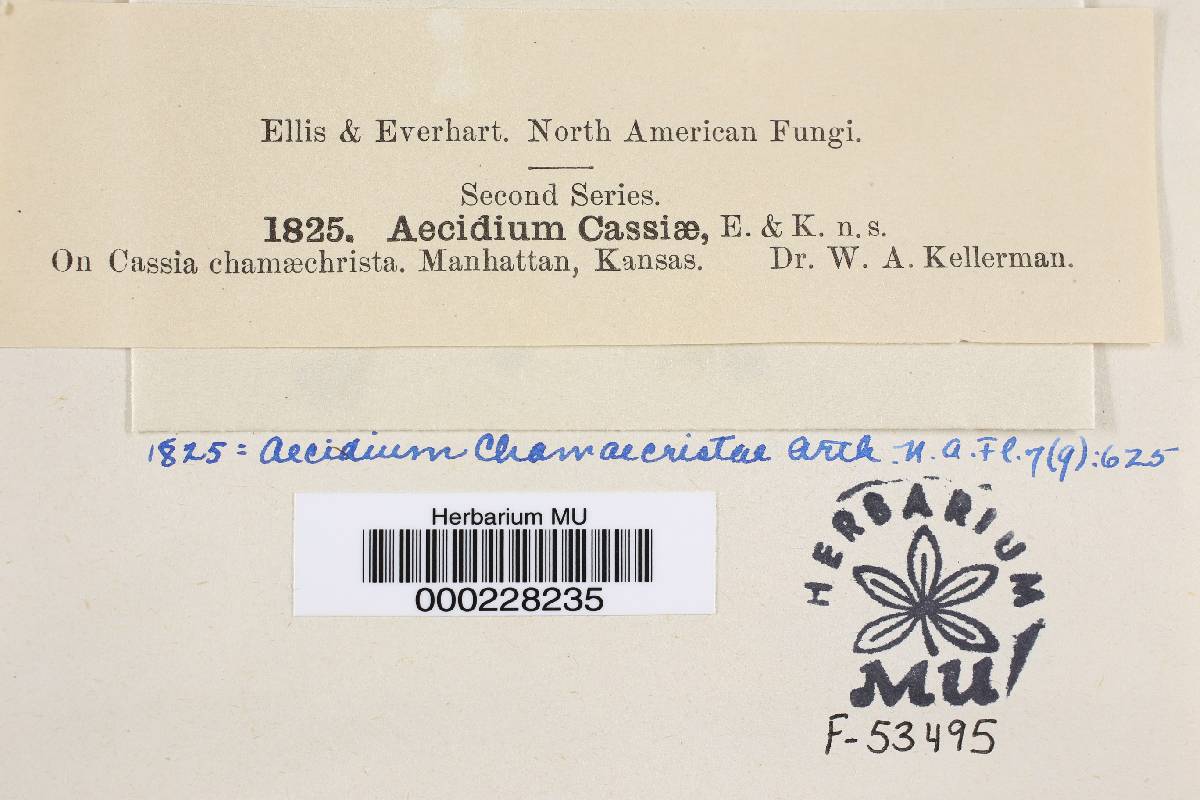 Ellis & Everhart. North American Fungi.
Second Series.
1825. Aecidium Cassiæ, E. & K. n. s.
On Cassia chamæchrista. Manhattan, Kansas. Dr. W. A. Kellerman.
1825 = Aecidium Chamaecristae Arth. N. A. Fl. 7(9):625
Herbarium MU
000228235
HERBARIUM
MU
F-53495